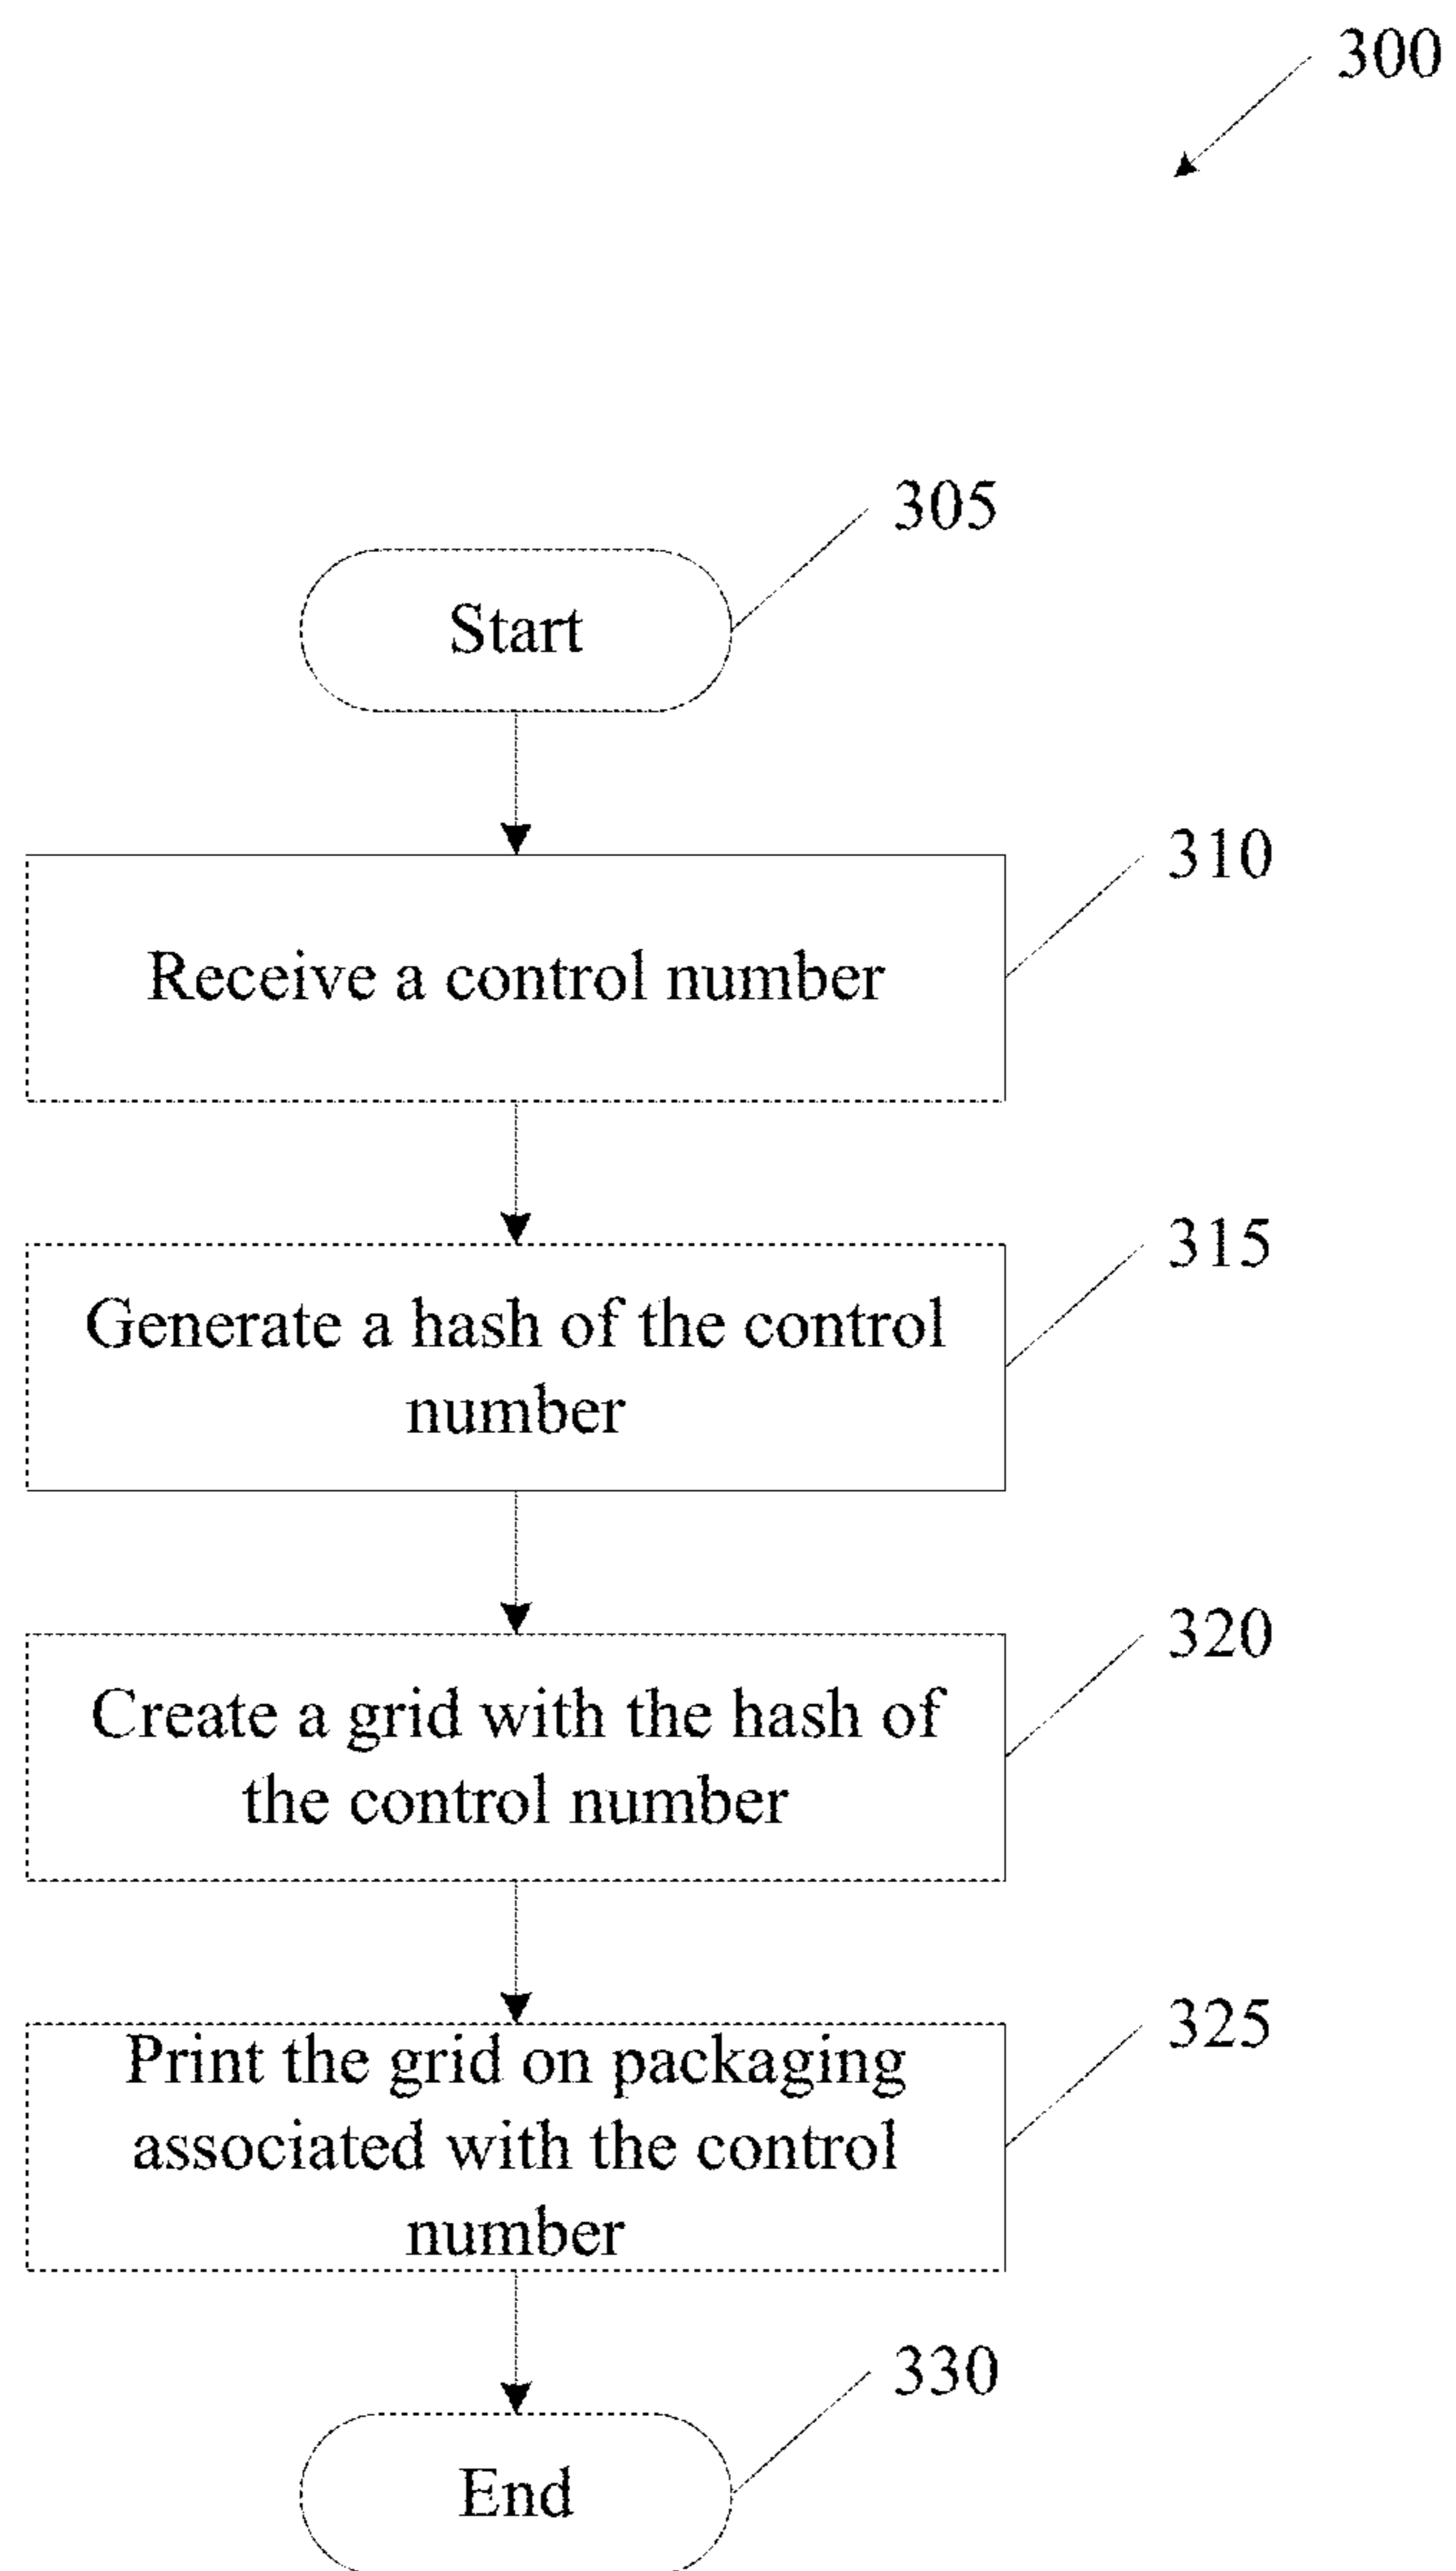 300
305
Start
310
Receive a control number
315
Generate a hash of the control
number
320
Create a grid with the hash of
the control number
325
Print the grid on packaging
associated with the control
number
330
End